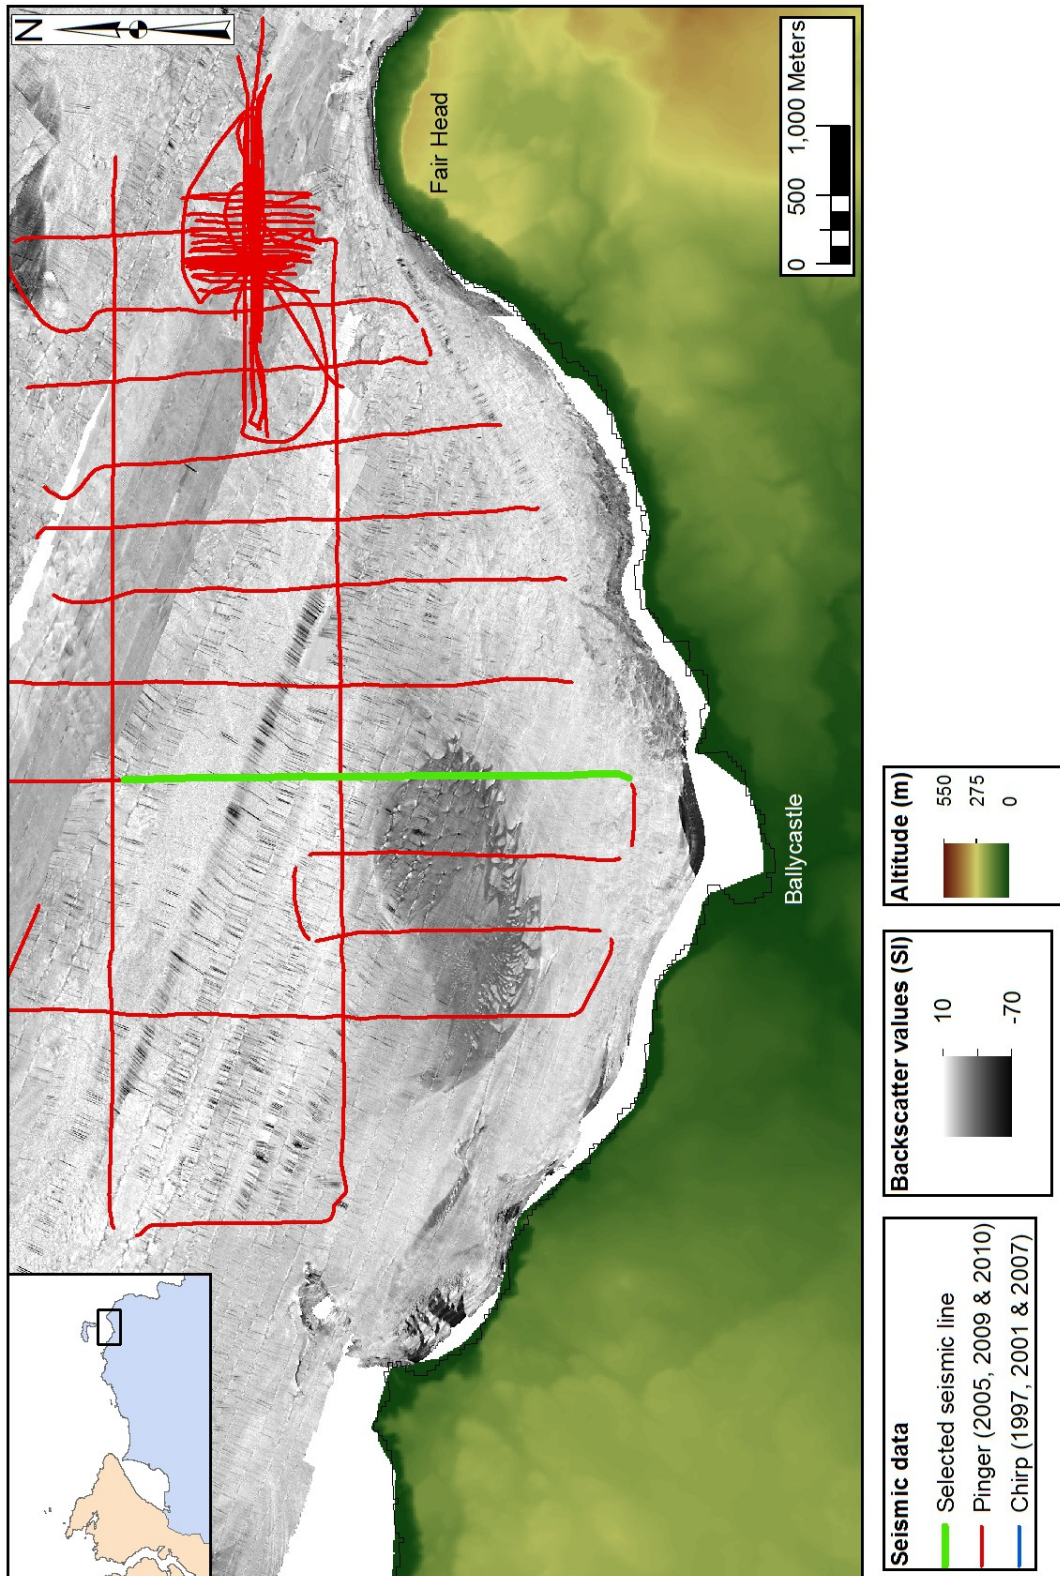 N
Fair Head
Ballycastle
0 500 1,000 Meters
Seismic data
Selected seismic line
Pinger (2005, 2009 & 2010)
Chirp (1997, 2001 & 2007)
Backscatter values (SI)
10
-70
Altitude (m)
550
275
0